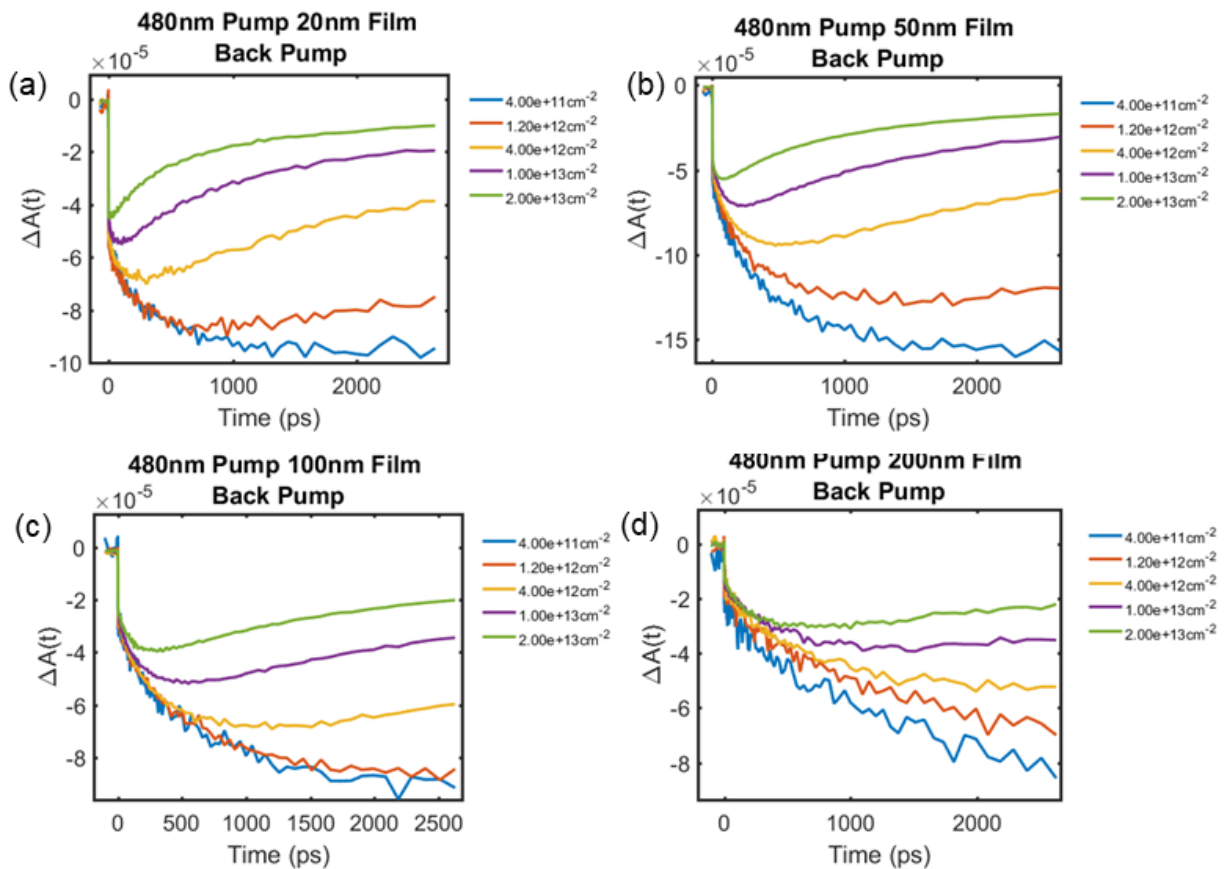 (a)
480nm Pump 20nm Film
Back Pump
×10⁻⁵
0
-2
-4
-6
-8
-10
ΔA(t)
0 1000 2000
Time (ps)
4.00e+11cm⁻²
1.20e+12cm⁻²
4.00e+12cm⁻²
1.00e+13cm⁻²
2.00e+13cm⁻²
(b)
480nm Pump 50nm Film
Back Pump
×10⁻⁵
0
-5
-10
-15
ΔA(t)
0 1000 2000
Time (ps)
4.00e+11cm⁻²
1.20e+12cm⁻²
4.00e+12cm⁻²
1.00e+13cm⁻²
2.00e+13cm⁻²
(c)
480nm Pump 100nm Film
Back Pump
×10⁻⁵
0
-2
-4
-6
-8
ΔA(t)
0 500 1000 1500 2000 2500
Time (ps)
4.00e+11cm⁻²
1.20e+12cm⁻²
4.00e+12cm⁻²
1.00e+13cm⁻²
2.00e+13cm⁻²
(d)
480nm Pump 200nm Film
Back Pump
×10⁻⁵
0
-2
-4
-6
-8
ΔA(t)
0 1000 2000
Time (ps)
4.00e+11cm⁻²
1.20e+12cm⁻²
4.00e+12cm⁻²
1.00e+13cm⁻²
2.00e+13cm⁻²